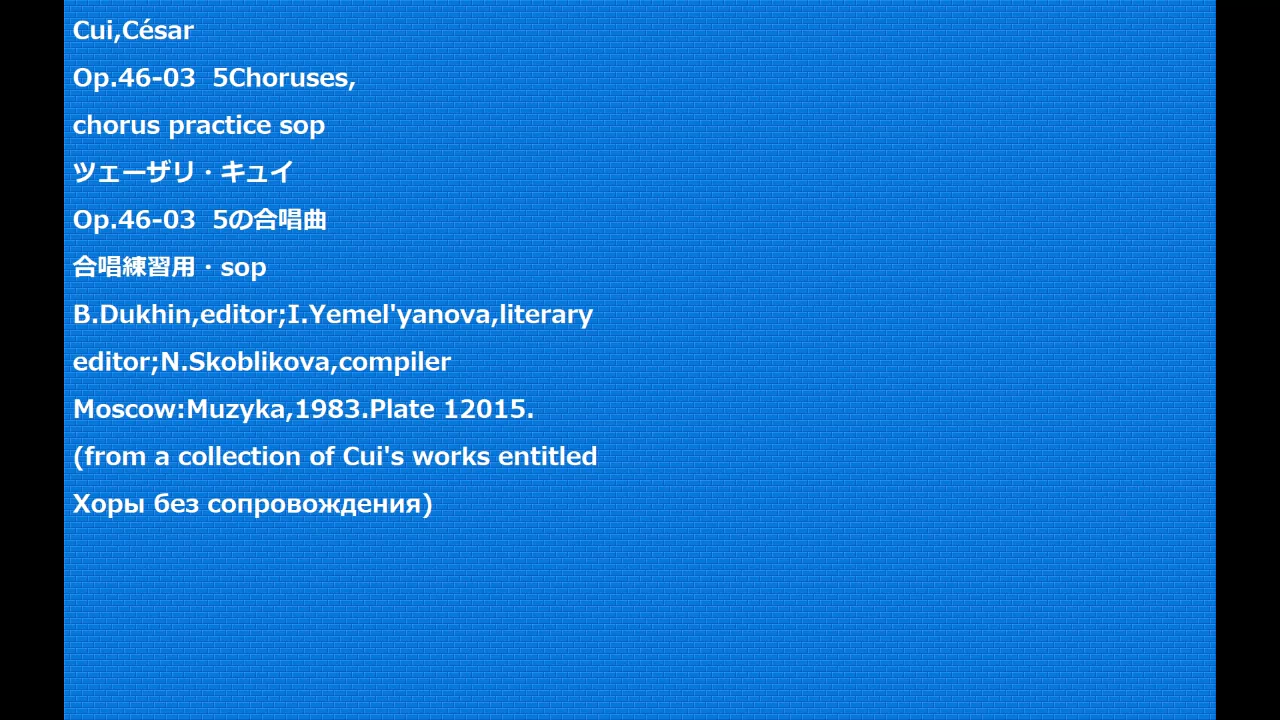 Cui,César
Op.46-03  5Choruses,
chorus practice sop
ツェーザリ・キュイ
Op.46-03  5の合唱曲
合唱練習用・sop
B.Dukhin,editor;I.Yemel'yanova,literary
editor;N.Skoblikova,compiler
Moscow:Muzyka,1983.Plate 12015.
(from a collection of Cui's works entitled
Хоры без сопровождения)